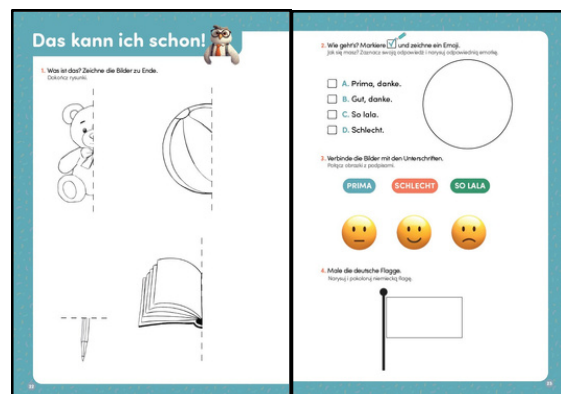 Das kann ich schon!
1. Was ist das? Zeichne die Bilder zu Ende.
Dokończ rysunki.
2. Wie geht's? Markiere und zeichne ein Emoji.
Jak się masz? Zaznacz swoją odpowiedź i narysuj odpowiednią emotkę.
A. Prima, danke.
B. Gut, danke.
C. So lala.
D. Schlecht.
3. Verbinde die Bilder mit den Unterschriften.
Połącz obrazki z podpisami.
PRIMA
SCHLECHT
SO LALA
4. Male die deutsche Flagge.
Narysuj i pokoloruj niemiecką flagę.